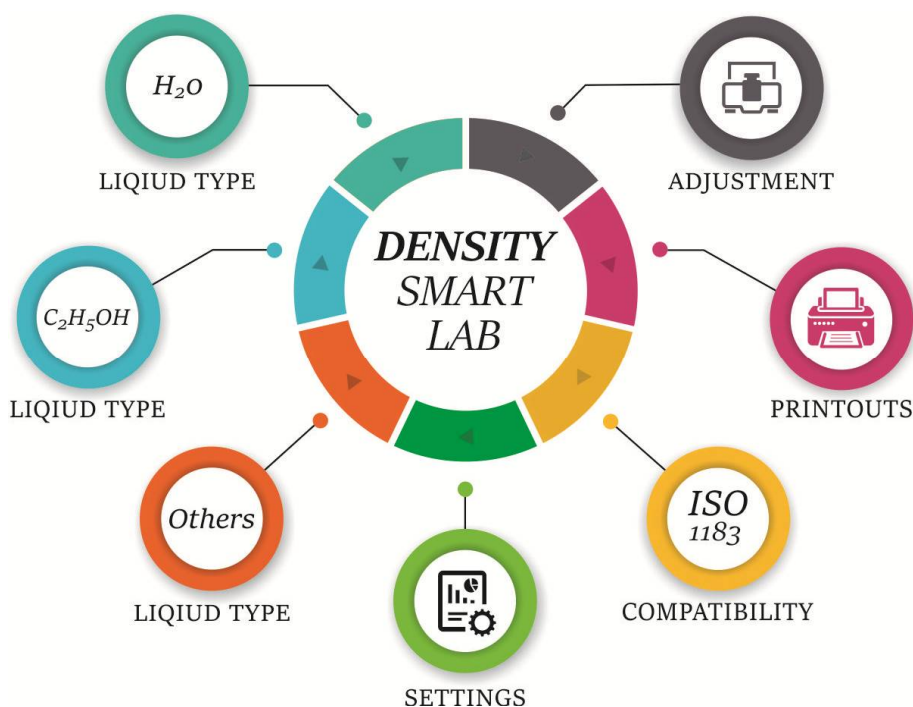 H₂O
LIQIUD TYPE
ADJUSTMENT
DENSITY
SMART
LAB
C₂H₅OH
LIQIUD TYPE
PRINTOUTS
Others
LIQIUD TYPE
ISO
1183
COMPATIBILITY
SETTINGS